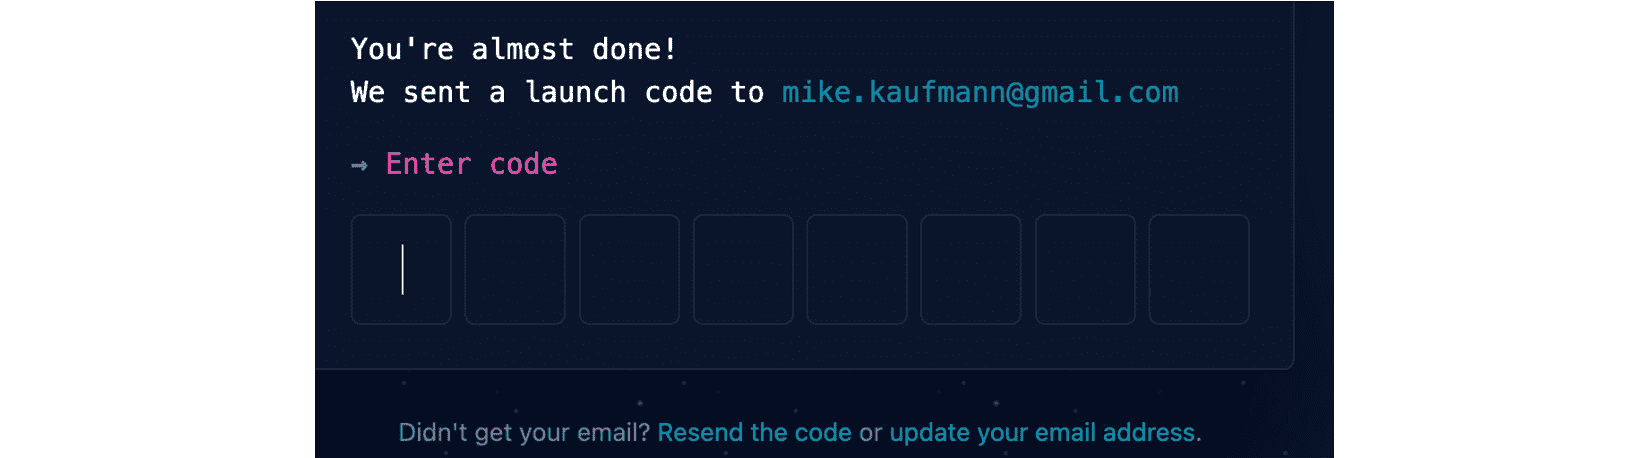 You're almost done!
We sent a launch code to mike.kaufmann@gmail.com
→ Enter code
Didn't get your email? Resend the code or update your email address.